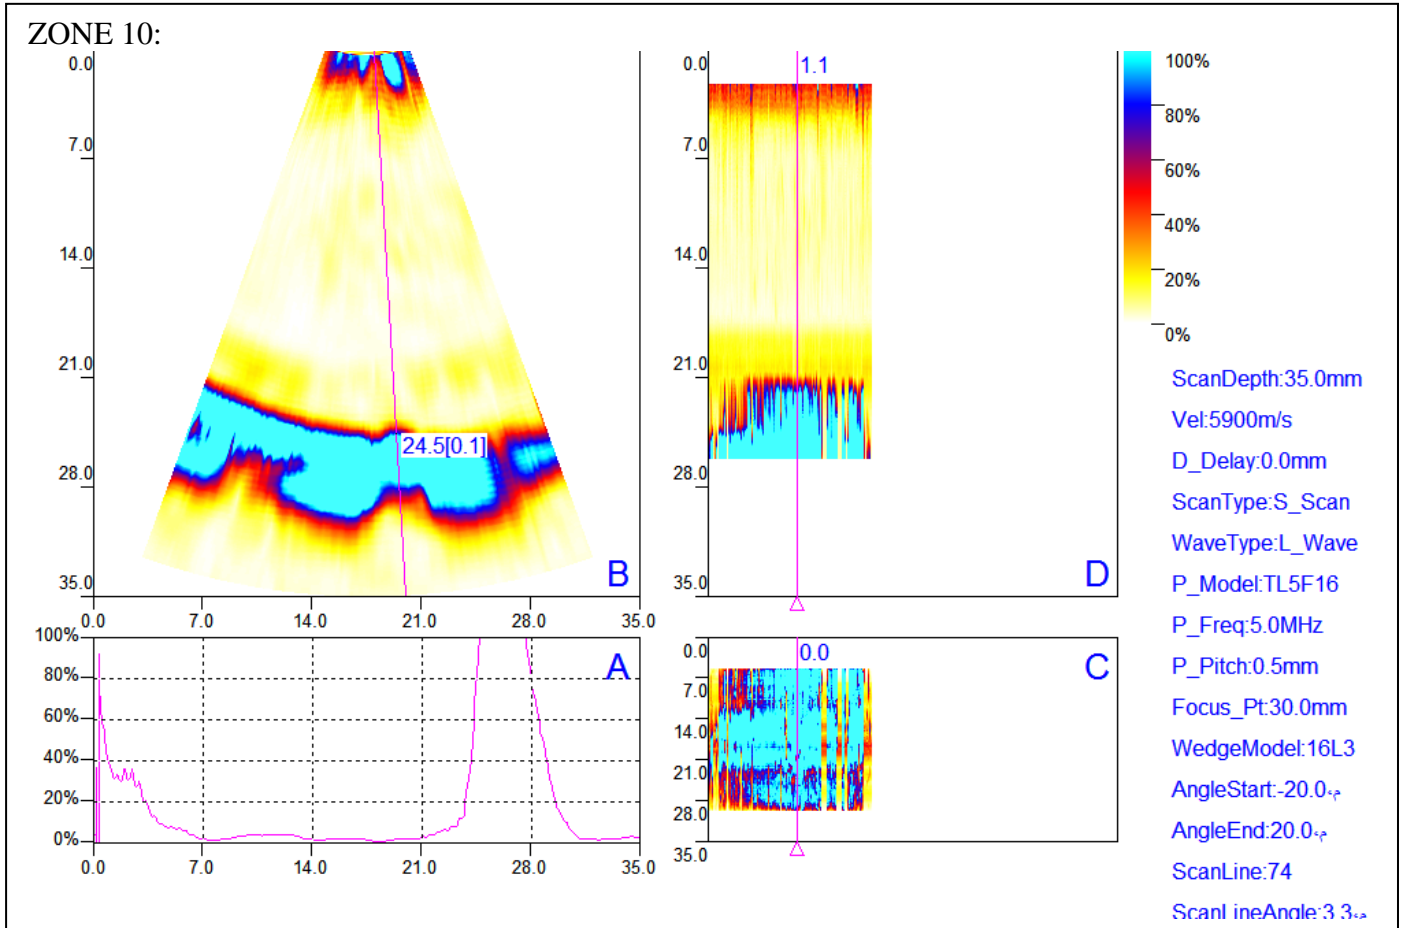 ZONE 10:
0.0
7.0
14.0
21.0
28.0
35.0
24.5[0.1]
B
0.0 7.0 14.0 21.0 28.0 35.0
0.0
7.0
14.0
21.0
28.0
35.0
1.1
D
100%
80%
60%
40%
20%
0%
100%
80%
60%
40%
20%
0%
A
0.0 7.0 14.0 21.0 28.0 35.0
0.0
7.0
14.0
21.0
28.0
35.0
0.0
C
ScanDepth:35.0mm
Vel:5900m/s
D_Delay:0.0mm
ScanType:S_Scan
WaveType:L_Wave
P_Model:TL5F16
P_Freq:5.0MHz
P_Pitch:0.5mm
Focus_Pt:30.0mm
WedgeModel:16L3
AngleStart:-20.0
AngleEnd:20.0
ScanLine:74
ScanLineAngle:3.3